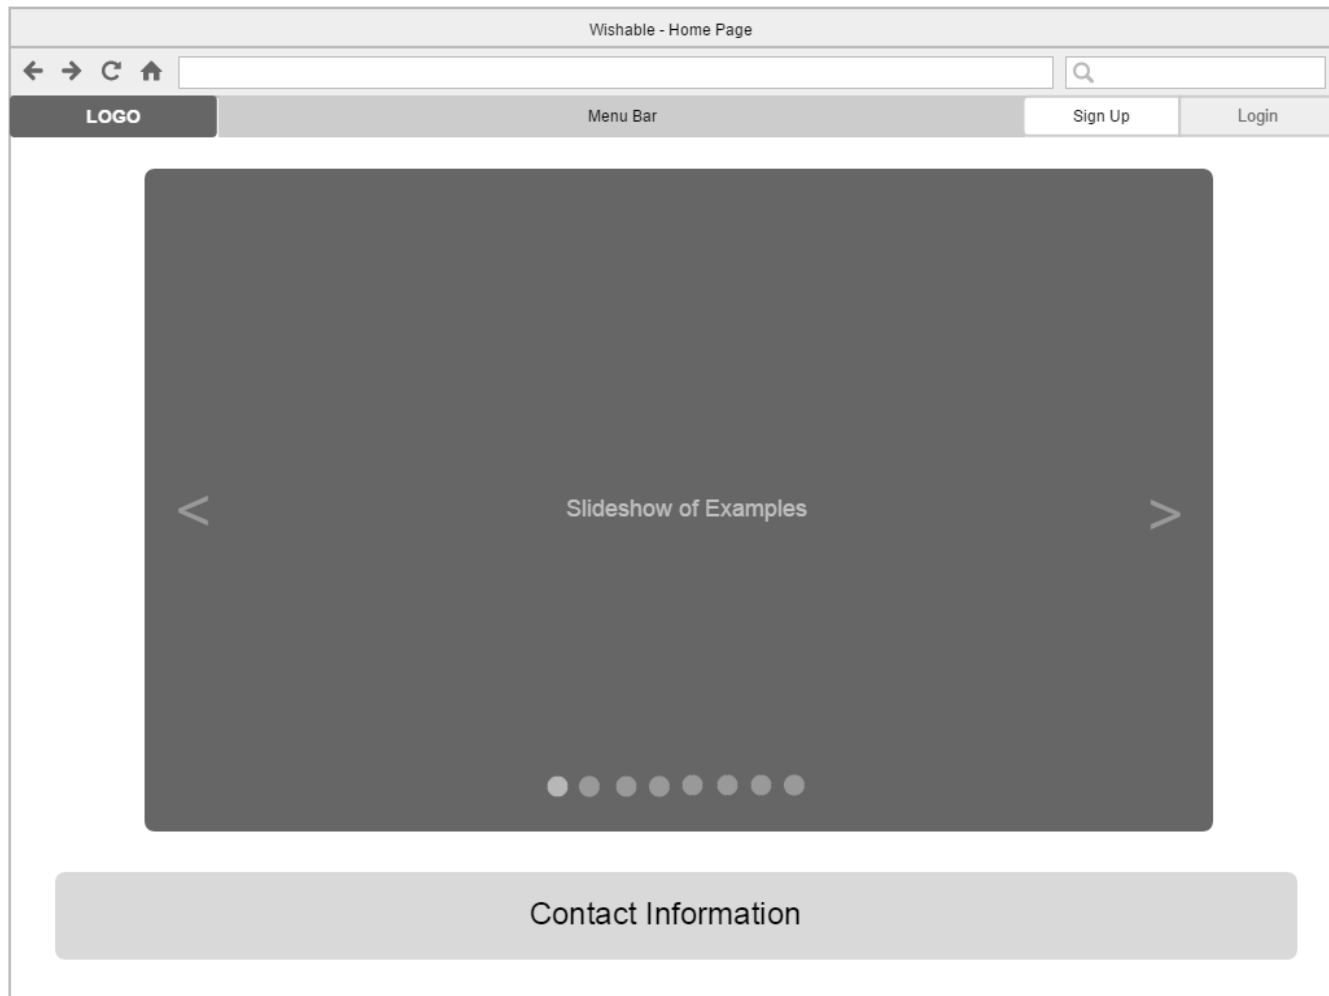 Wishable - Home Page
LOGO
Menu Bar
Sign Up
Login
<
Slideshow of Examples
>
Contact Information